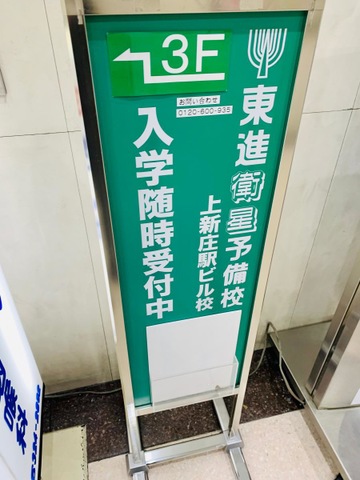 3F
お問い合わせ
0120-600-935
東進衛星予備校
上新庄駅ビル校
入学随時受付中